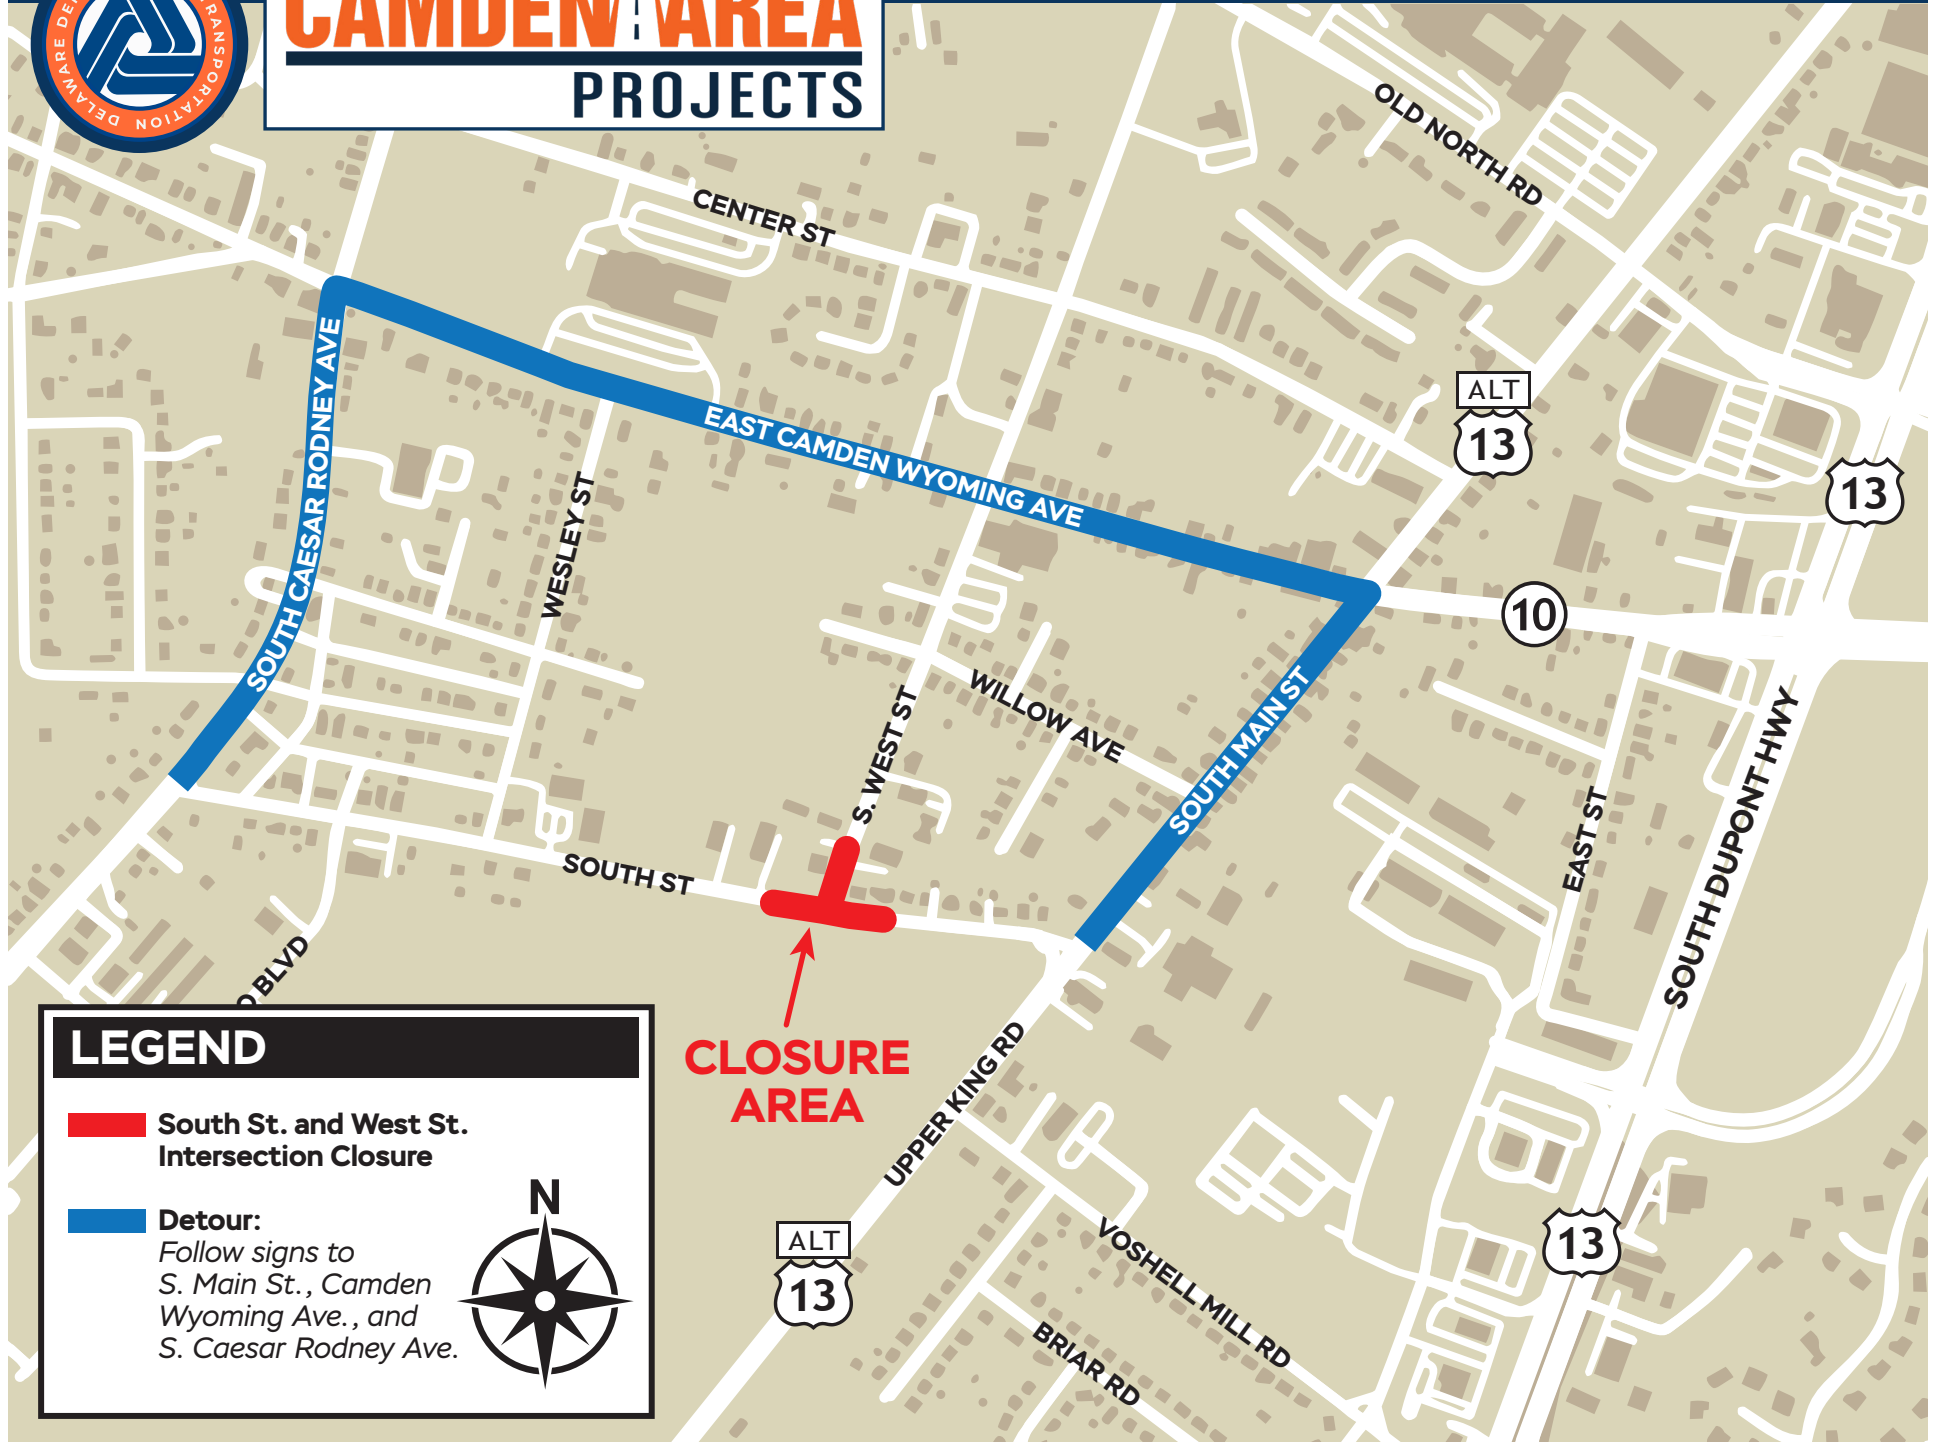 CAMDEN AREA
PROJECTS
DELAWARE
TRANSPORTATION
OLD NORTH RD
CENTER ST
SOUTH CAESAR RODNEY AVE
EAST CAMDEN WYOMING AVE
ALT
13
13
WESLEY ST
10
WILLOW AVE
S. WEST ST
SOUTH MAIN ST
SOUTH DUPONT HWY
EAST ST
SOUTH ST
BLVD
CLOSURE
AREA
UPPER KING RD
ALT
13
VOSHELL MILL RD
BRIAR RD
13
LEGEND
South St. and West St.
Intersection Closure
Detour:
Follow signs to
S. Main St., Camden
Wyoming Ave., and
S. Caesar Rodney Ave.
N